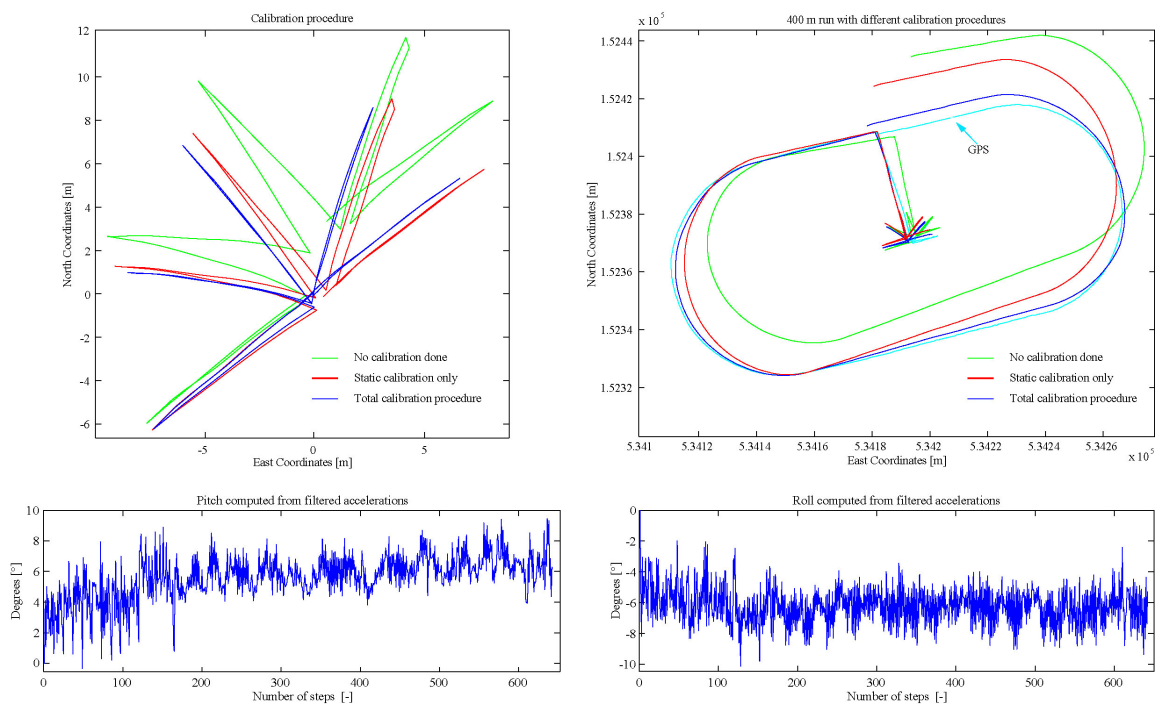 Calibration procedure
12
10
8
6
4
2
0
-2
-4
-6
North Coordinates [m]
No calibration done
Static calibration only
Total calibration procedure
-5
0
5
East Coordinates [m]
400 m run with different calibration procedures
x 10^5
1.5244
1.5242
1.524
1.5238
1.5236
1.5234
1.5232
North Coordinates [m]
GPS
No calibration done
Static calibration only
Total calibration procedure
5.341
5.3412
5.3414
5.3416
5.3418
5.342
5.3422
5.3424
5.3426
East Coordinates [m]
x 10^5
Pitch computed from filtered accelerations
10
8
6
4
2
0
Degrees [°]
0
100
200
300
400
500
600
Number of steps [-]
Roll computed from filtered accelerations
0
-2
-4
-6
-8
-10
Degrees [°]
0
100
200
300
400
500
600
Number of steps [-]